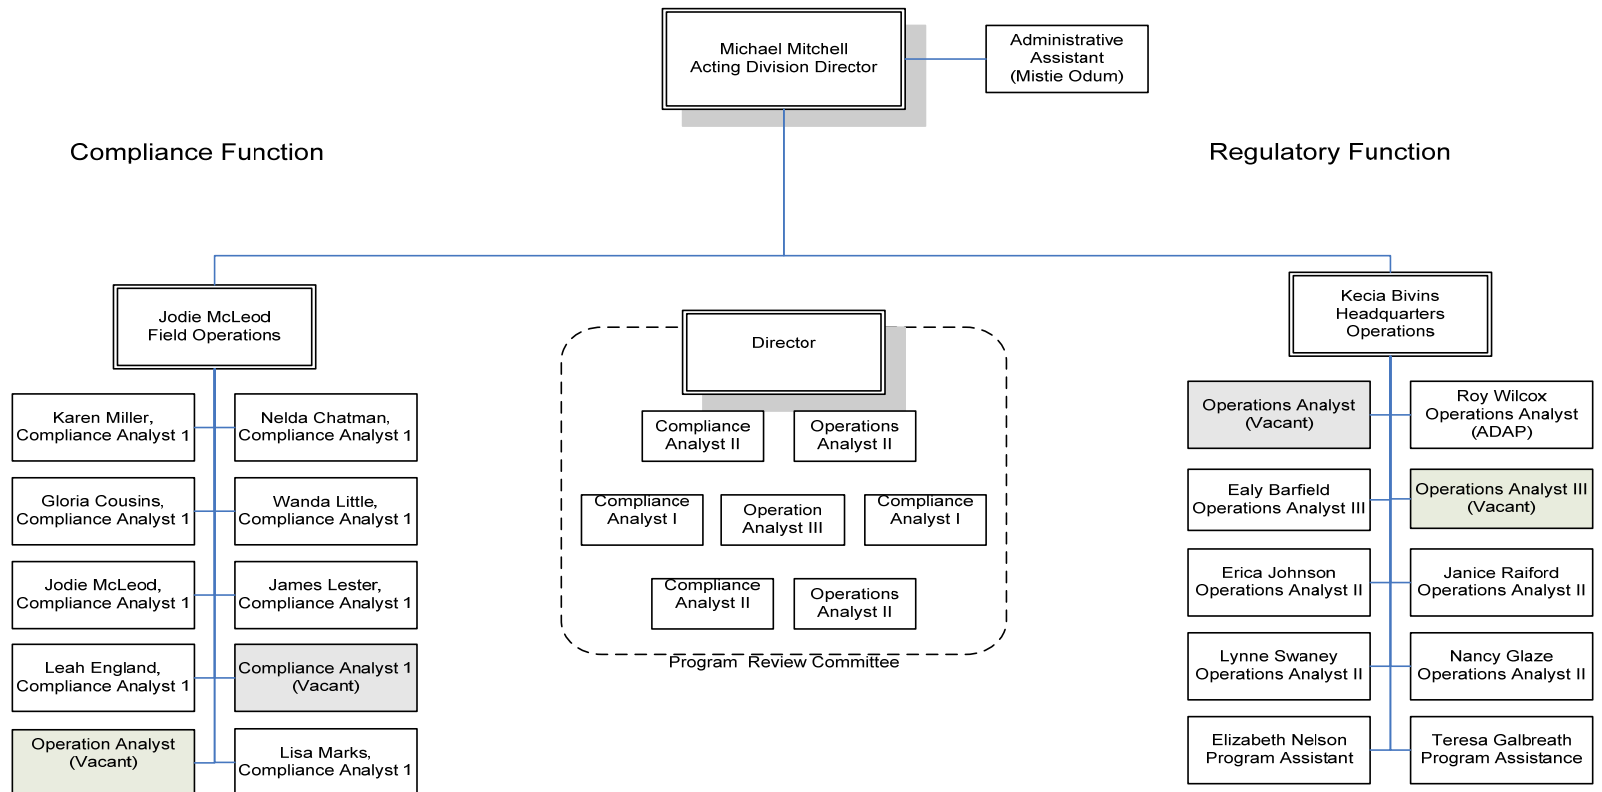 Michael Mitchell
Acting Division Director
Administrative
Assistant
(Mistie Odum)
Compliance Function
Regulatory Function
Jodie McLeod
Field Operations
Karen Miller,
Compliance Analyst 1
Nelda Chatman,
Compliance Analyst 1
Gloria Cousins,
Compliance Analyst 1
Wanda Little,
Compliance Analyst 1
Jodie McLeod,
Compliance Analyst 1
James Lester,
Compliance Analyst 1
Leah England,
Compliance Analyst 1
Compliance Analyst 1
(Vacant)
Operation Analyst
(Vacant)
Lisa Marks,
Compliance Analyst 1
Director
Compliance
Analyst II
Operations
Analyst II
Compliance
Analyst I
Operation
Analyst III
Compliance
Analyst I
Compliance
Analyst II
Operations
Analyst II
Program Review Committee
Kecia Bivins
Headquarters
Operations
Operations Analyst
(Vacant)
Roy Wilcox
Operations Analyst
(ADAP)
Ealy Barfield
Operations Analyst III
Operations Analyst III
(Vacant)
Erica Johnson
Operations Analyst II
Janice Raiford
Operations Analyst II
Lynne Swaney
Operations Analyst II
Nancy Glaze
Operations Analyst II
Elizabeth Nelson
Program Assistant
Teresa Galbreath
Program Assistance